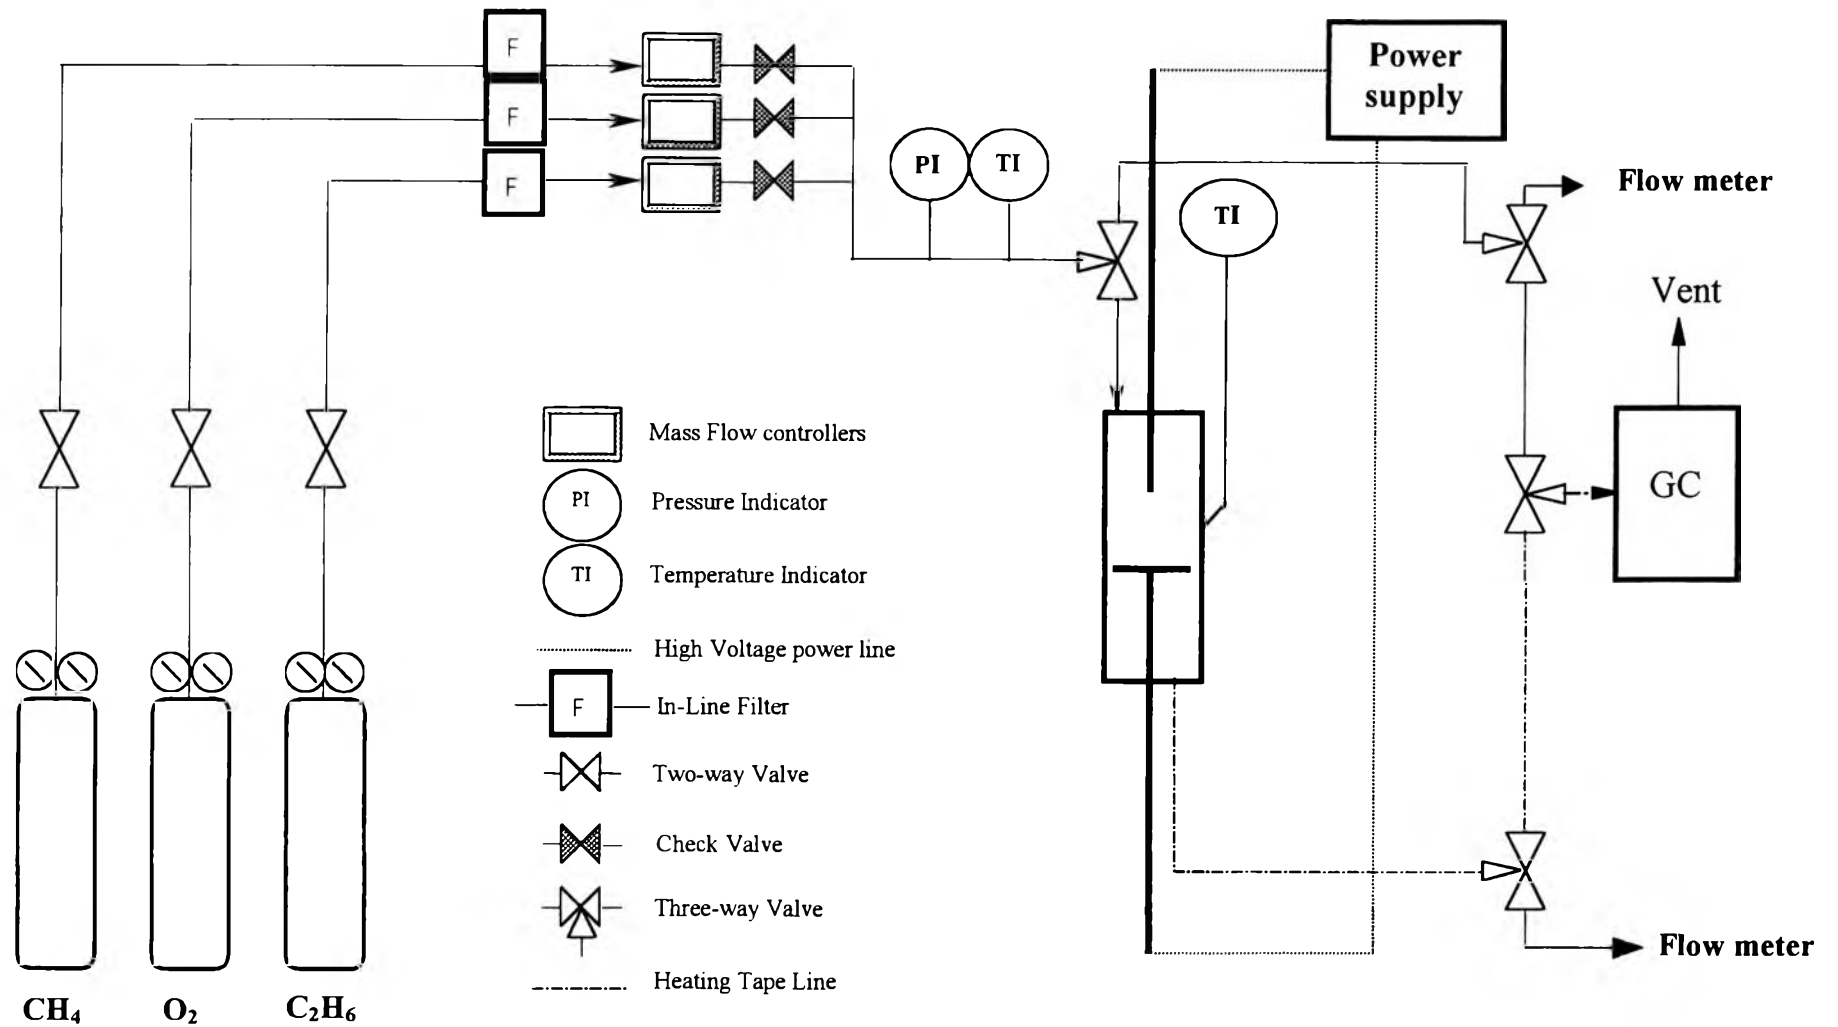 F
F
F
Power
supply
PI
TI
TI
Flow meter
Vent
GC
Mass Flow controllers
PI
Pressure Indicator
TI
Temperature Indicator
High Voltage power line
F
In-Line Filter
Two-way Valve
Check Valve
Three-way Valve
Heating Tape Line
Flow meter
CH₄
O₂
C₂H₆